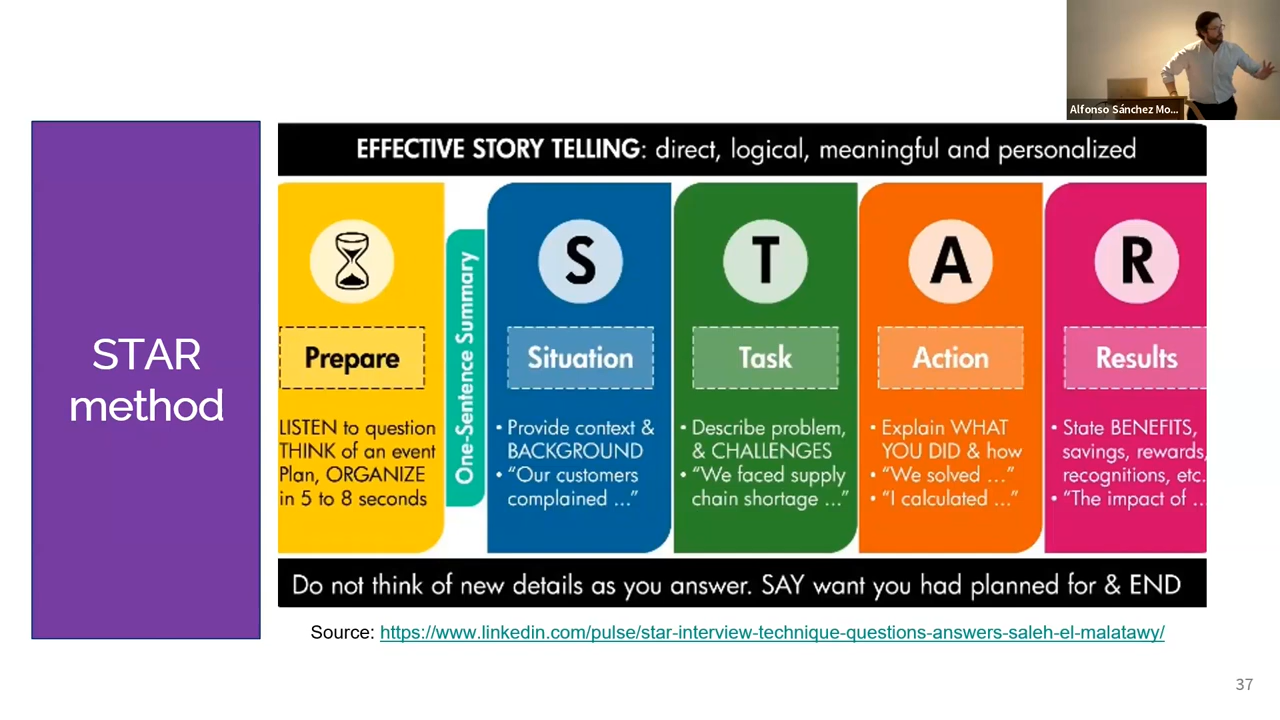 Alfonso Sánchez Mo...
EFFECTIVE STORY TELLING: direct, logical, meaningful and personalized
STAR
method
Prepare
LISTEN to question
THINK of an event
Plan, ORGANIZE
in 5 to 8 seconds
One-Sentence Summary
S
Situation
• Provide context &
BACKGROUND
• “Our customers
complained ...”
T
Task
• Describe problem,
& CHALLENGES
• “We faced supply
chain shortage ...”
A
Action
• Explain WHAT
YOU DID & how
• “We solved ...”
• “I calculated ...”
R
Results
• State BENEFITS,
savings, rewards,
recognitions, etc.
• “The impact of ...
Do not think of new details as you answer. SAY want you had planned for & END
Source: https://www.linkedin.com/pulse/star-interview-technique-questions-answers-saleh-el-malatawy/
37